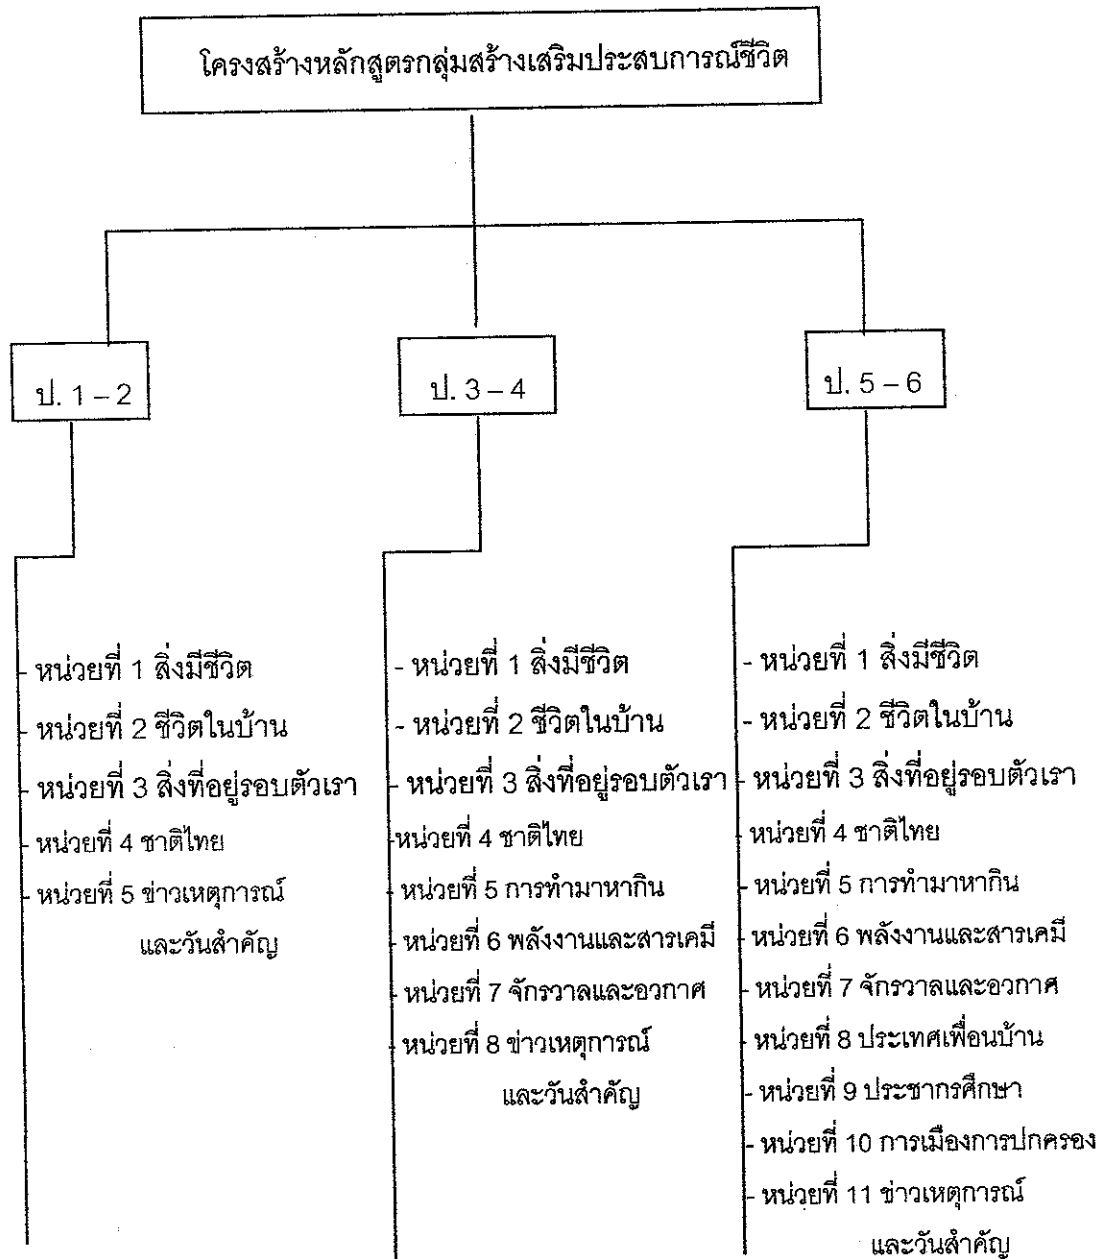 โครงสร้างหลักสูตรกลุ่มสร้างเสริมประสบการณ์ชีวิต
ป. 1 – 2
- หน่วยที่ 1 สิ่งมีชีวิต
- หน่วยที่ 2 ชีวิตในบ้าน
- หน่วยที่ 3 สิ่งที่อยู่รอบตัวเรา
- หน่วยที่ 4 ชาติไทย
- หน่วยที่ 5 ข่าวเหตุการณ์
และวันสำคัญ
ป. 3 – 4
- หน่วยที่ 1 สิ่งมีชีวิต
- หน่วยที่ 2 ชีวิตในบ้าน
- หน่วยที่ 3 สิ่งที่อยู่รอบตัวเรา
-หน่วยที่ 4 ชาติไทย
- หน่วยที่ 5 การทำมาหากิน
- หน่วยที่ 6 พลังงานและสารเคมี
- หน่วยที่ 7 จักรวาลและอวกาศ
- หน่วยที่ 8 ข่าวเหตุการณ์
และวันสำคัญ
ป. 5 – 6
- หน่วยที่ 1 สิ่งมีชีวิต
- หน่วยที่ 2 ชีวิตในบ้าน
- หน่วยที่ 3 สิ่งที่อยู่รอบตัวเรา
- หน่วยที่ 4 ชาติไทย
- หน่วยที่ 5 การทำมาหากิน
- หน่วยที่ 6 พลังงานและสารเคมี
- หน่วยที่ 7 จักรวาลและอวกาศ
- หน่วยที่ 8 ประเทศเพื่อนบ้าน
- หน่วยที่ 9 ประชากรศึกษา
- หน่วยที่ 10 การเมืองการปกครอง
- หน่วยที่ 11 ข่าวเหตุการณ์
และวันสำคัญ